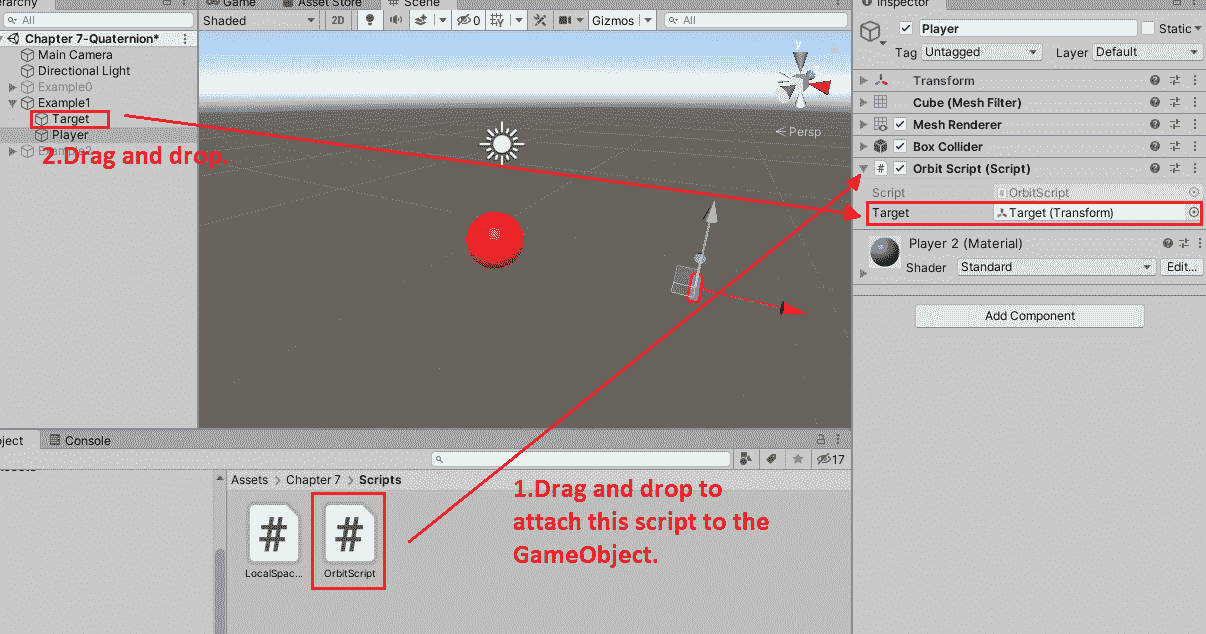 Game
Asset Store
Scene
Inspector
All
Shaded
2D
0
Gizmos
All
Player
Static
Tag Untagged
Layer Default
Chapter 7-Quaternion*
Main Camera
Directional Light
Example0
Example1
Target
Player
2.Drag and drop.
y
Persp
Transform
Cube (Mesh Filter)
Mesh Renderer
Box Collider
Orbit Script (Script)
Script
OrbitScript
Target
Target (Transform)
Player 2 (Material)
Shader
Standard
Edit...
Add Component
Console
17
Assets > Chapter 7 > Scripts
#
LocalSpac...
#
OrbitScript
1.Drag and drop to
attach this script to the
GameObject.